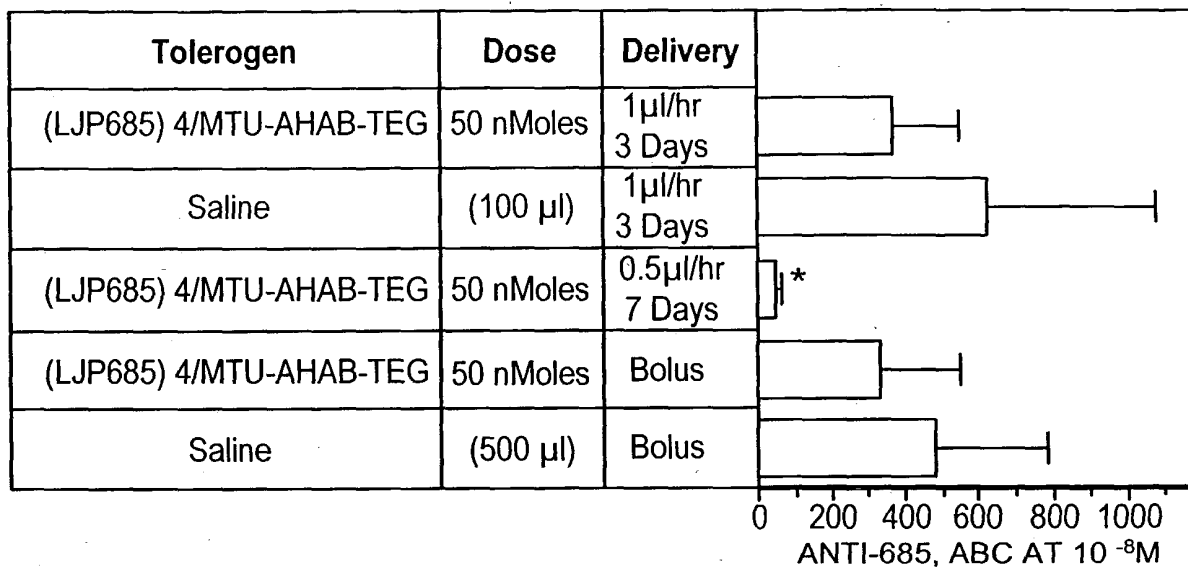 Tolerogen Dose Delivery
(LJP685) 4/MTU-AHAB-TEG 50 nMoles 1µl/hr
3 Days
Saline (100 µl) 1µl/hr
3 Days
(LJP685) 4/MTU-AHAB-TEG 50 nMoles 0.5µl/hr
7 Days
*
(LJP685) 4/MTU-AHAB-TEG 50 nMoles Bolus
Saline (500 µl) Bolus
0 200 400 600 800 1000
ANTI-685, ABC AT 10 -8M